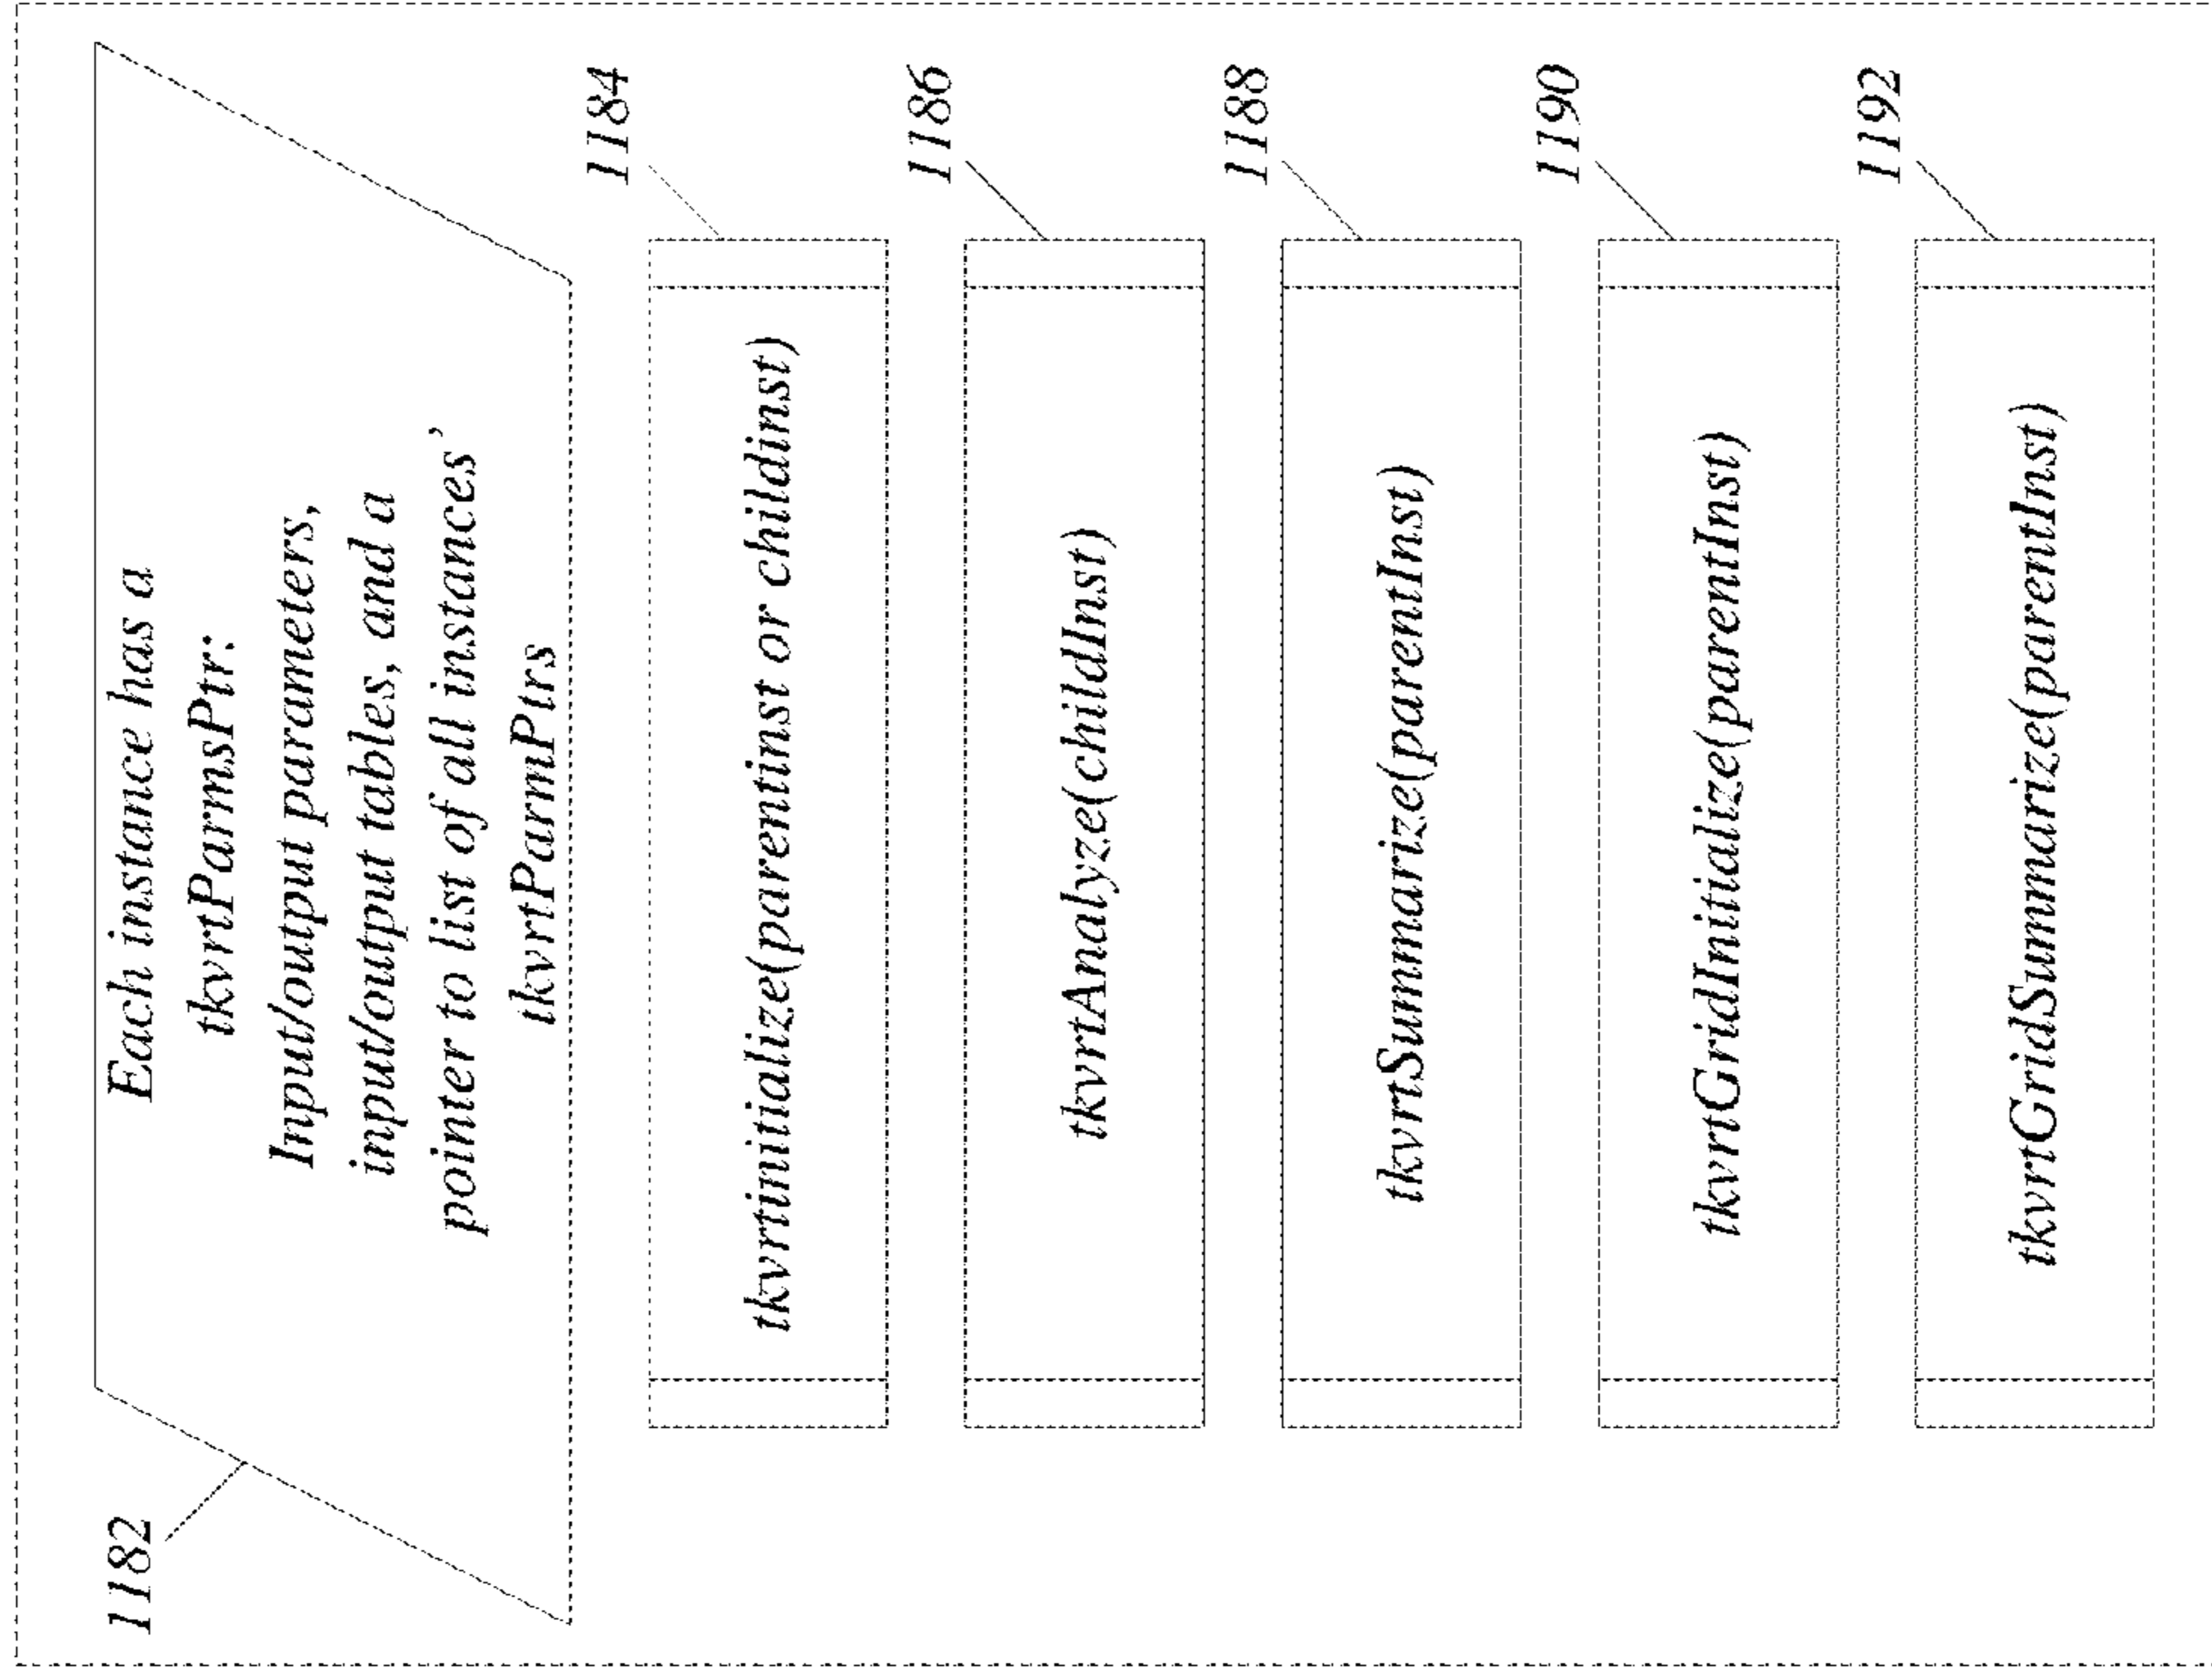 1182
Each instance has a
tkvrtParmsPtr:
Input/output parameters,
input/output tables, and a
pointer to list of all instances’
tkvrtParmPtrs
1184
tkvrtinitialize(parentinst or childinst)
1186
tkvrtAnalyze(childInst)
1188
tkvrtSummarize(parentInst)
1190
tkvrtGridInitialize(parentInst)
1192
tkvrtGridSummarize(parentInst)